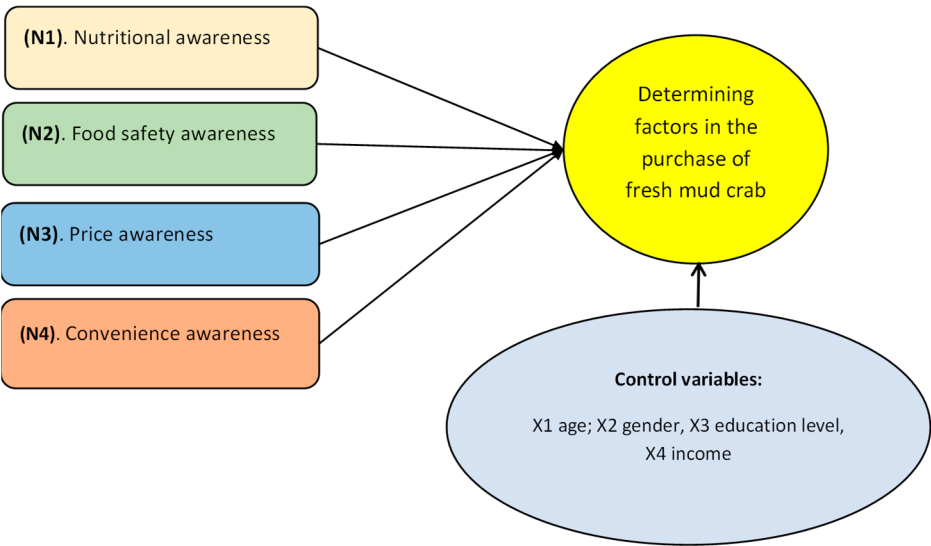 (N1). Nutritional awareness
(N2). Food safety awareness
(N3). Price awareness
(N4). Convenience awareness
Determining
factors in the
purchase of
fresh mud crab
Control variables:
X1 age; X2 gender, X3 education level,
X4 income